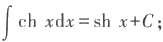 ∫ ch xdx=sh x+C;